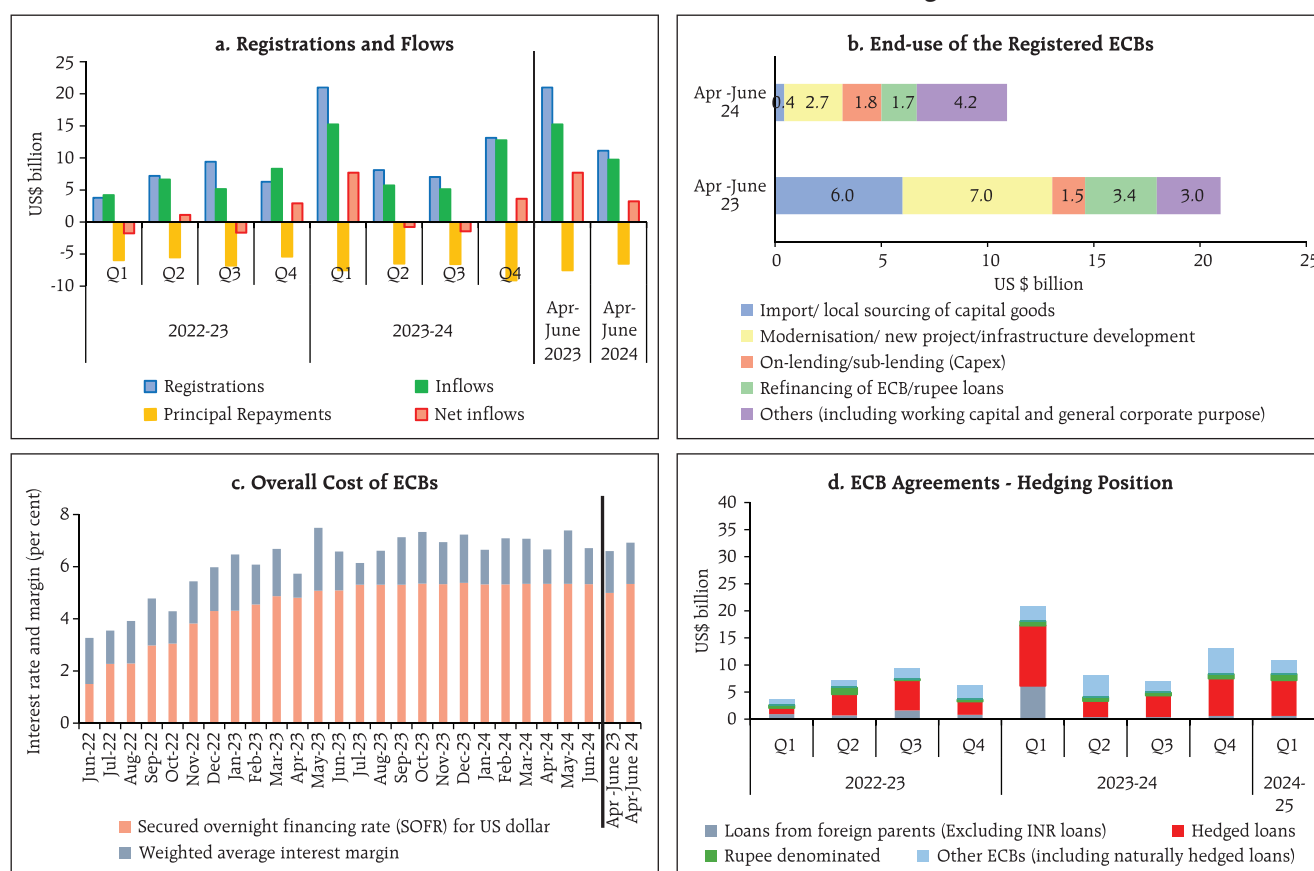 a. Registrations and Flows
US$ billion
25
20
15
10
5
0
-5
-10
Q1 Q2 Q3 Q4 Q1 Q2 Q3 Q4
2022-23 2023-24
Apr-June 2023
Apr-June 2024
Registrations Inflows
Principal Repayments Net inflows
b. End-use of the Registered ECBs
Apr -June 24
0.4 2.7 1.8 1.7 4.2
Apr -June 23
6.0 7.0 1.5 3.4 3.0
0 5 10 15 20 25
US $ billion
Import/ local sourcing of capital goods
Modernisation/ new project/infrastructure development
On-lending/sub-lending (Capex)
Refinancing of ECB/rupee loans
Others (including working capital and general corporate purpose)
c. Overall Cost of ECBs
Interest rate and margin (per cent)
8
6
4
2
0
Jun-22
Jul-22
Aug-22
Sep-22
Oct-22
Nov-22
Dec-22
Jan-23
Feb-23
Mar-23
Apr-23
May-23
Jun-23
Jul-23
Aug-23
Sep-23
Oct-23
Nov-23
Dec-23
Jan-24
Feb-24
Mar-24
Apr-24
May-24
Jun-24
Apr -June 23
Apr-June 24
Secured overnight financing rate (SOFR) for US dollar
Weighted average interest margin
d. ECB Agreements - Hedging Position
US$ billion
40
35
30
25
20
15
10
5
0
Q1 Q2 Q3 Q4 Q1 Q2 Q3 Q4 Q1
2022-23 2023-24 2024-25
Loans from foreign parents (Excluding INR loans) Hedged loans
Rupee denominated Other ECBs (including naturally hedged loans)